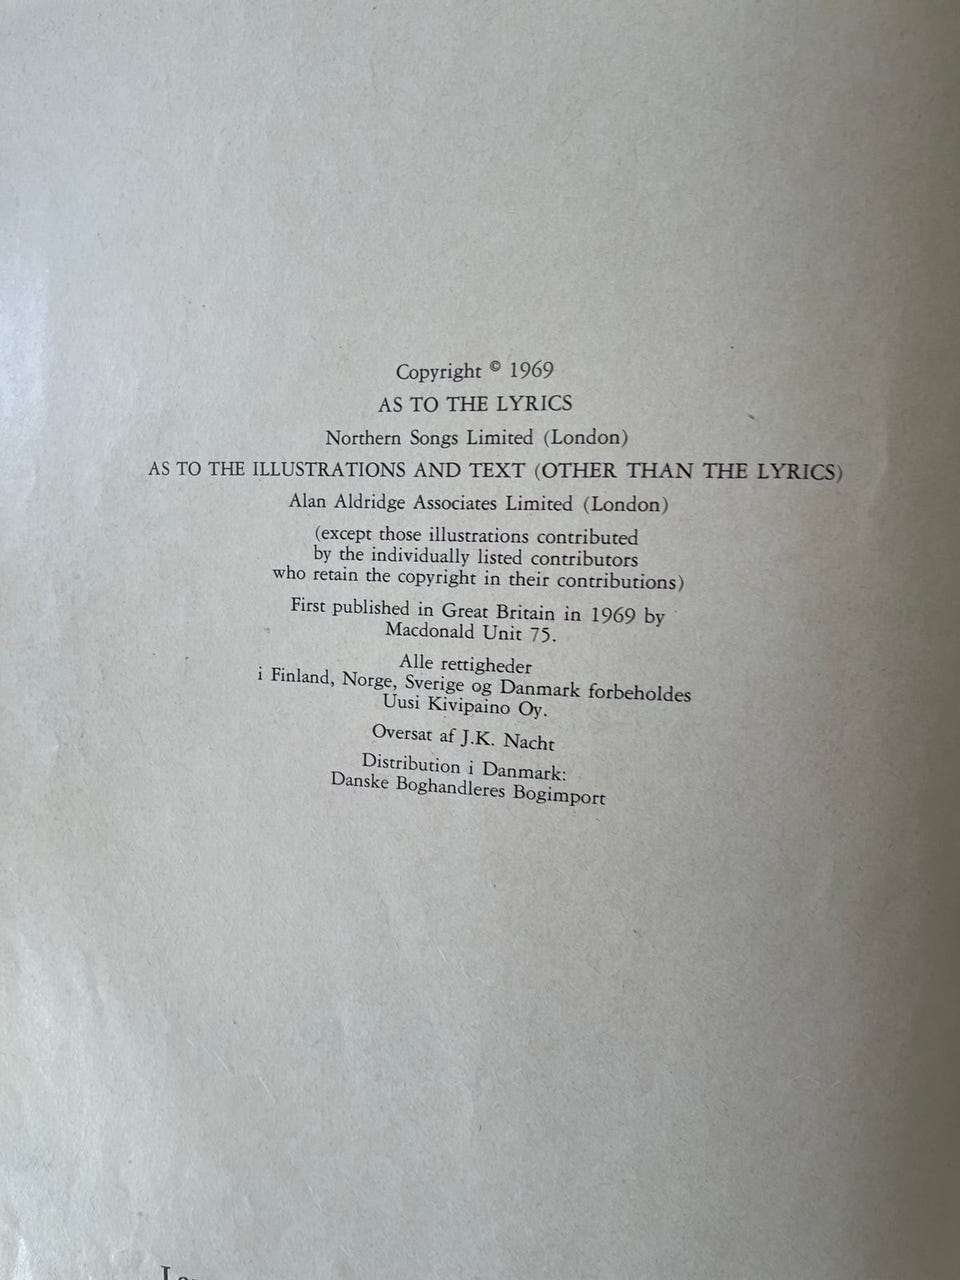 Copyright © 1969
AS TO THE LYRICS
Northern Songs Limited (London)
AS TO THE ILLUSTRATIONS AND TEXT (OTHER THAN THE LYRICS)
Alan Aldridge Associates Limited (London)
(except those illustrations contributed
by the individually listed contributors
who retain the copyright in their contributions)
First published in Great Britain in 1969 by
Macdonald Unit 75.
Alle rettigheder
i Finland, Norge, Sverige og Danmark forbeholdes
Uusi Kivipaino Oy.
Oversat af J.K. Nacht
Distribution i Danmark:
Danske Boghandleres Bogimport